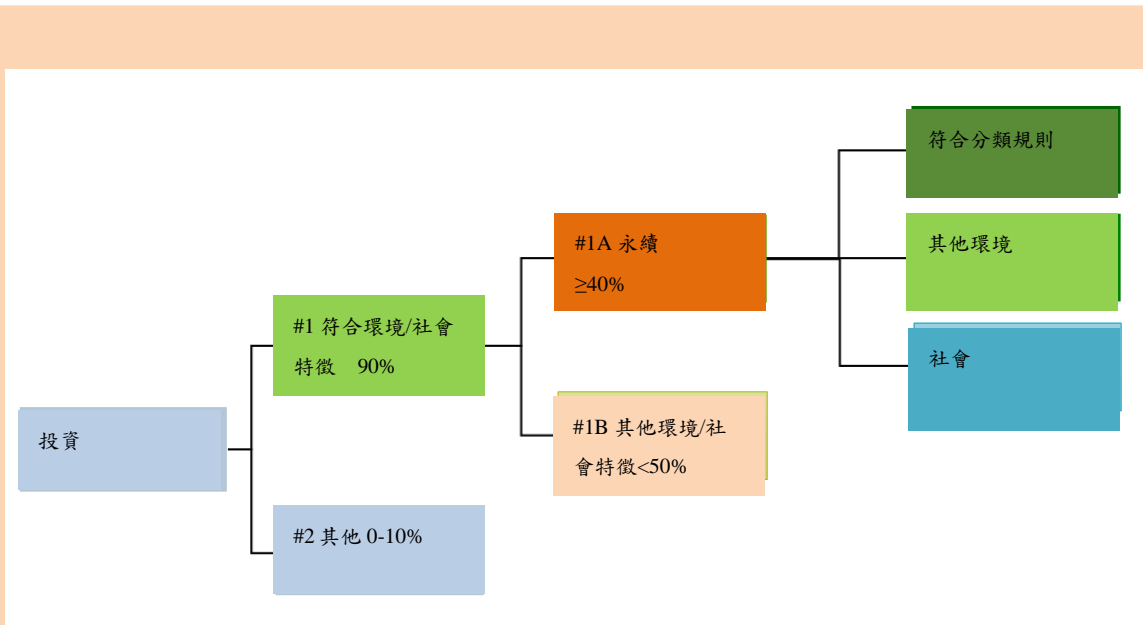 投資
#1 符合環境/社會
特徵 90%
#2 其他 0-10%
#1A 永續
≥40%
#1B 其他環境/社
會特徵<50%
符合分類規則
其他環境
社會